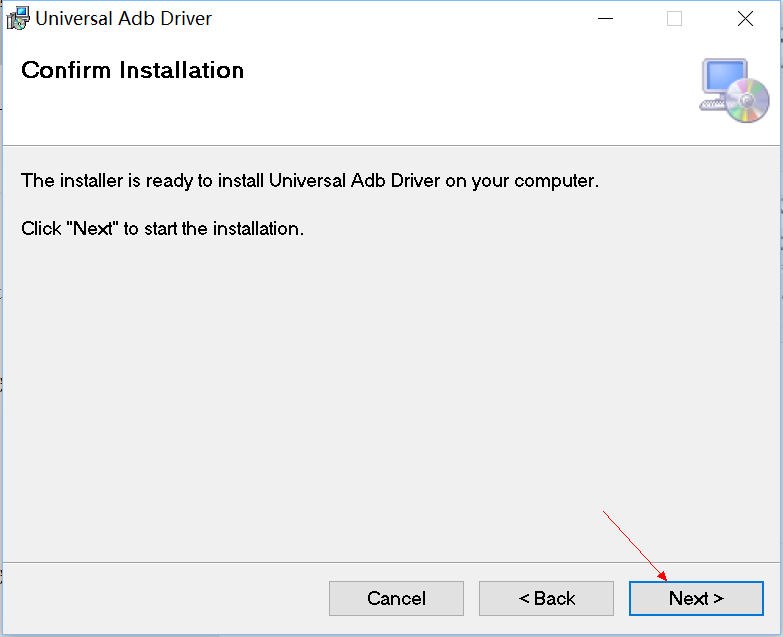 Universal Adb Driver
Confirm Installation
The installer is ready to install Universal Adb Driver on your computer.
Click "Next" to start the installation.
Cancel
< Back
Next >